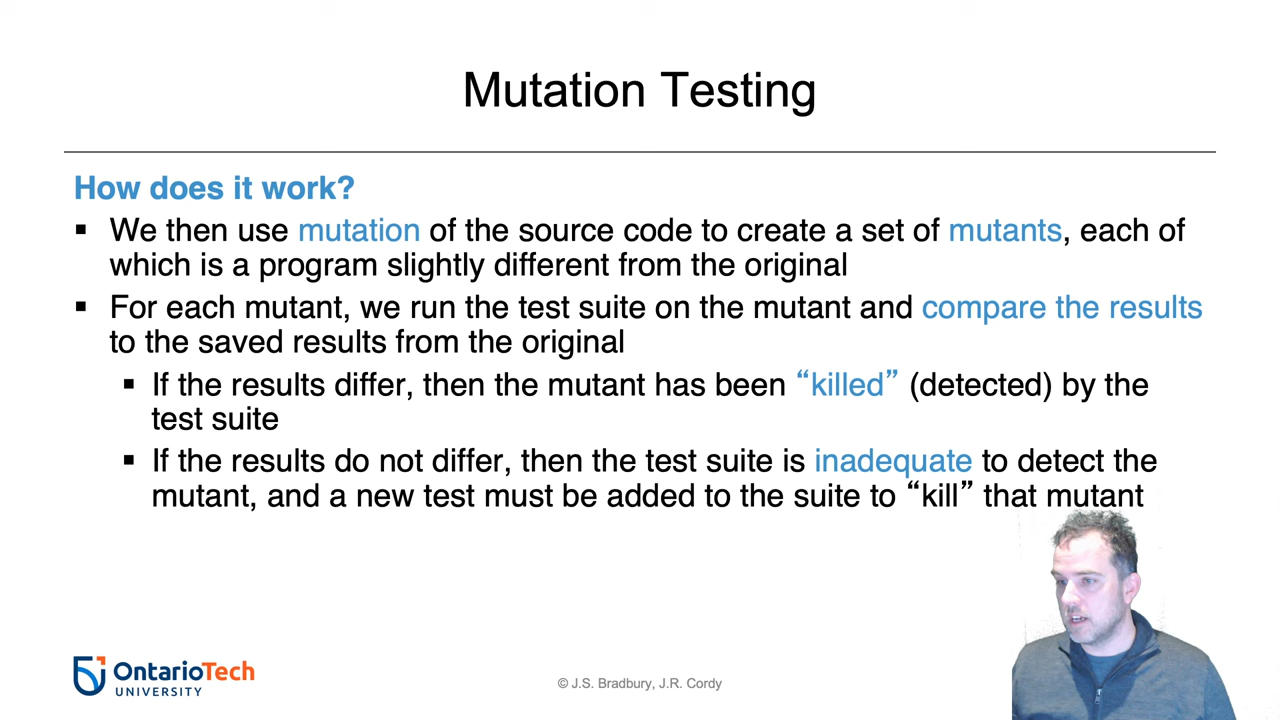 Mutation Testing
How does it work?
▪ We then use mutation of the source code to create a set of mutants, each of
which is a program slightly different from the original
▪ For each mutant, we run the test suite on the mutant and compare the results
to the saved results from the original
▪ If the results differ, then the mutant has been “killed” (detected) by the
test suite
▪ If the results do not differ, then the test suite is inadequate to detect the
mutant, and a new test must be added to the suite to “kill” that mutant
OntarioTech
UNIVERSITY
© J.S. Bradbury, J.R. Cordy